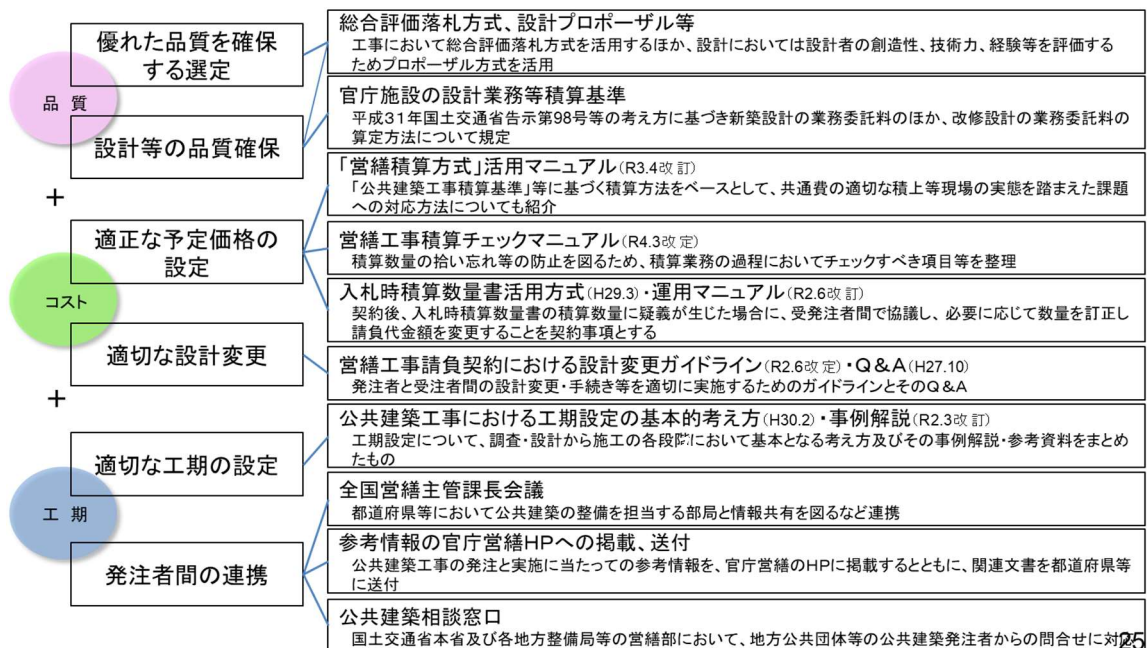 優れた品質を確保
する選定
品 質
設計等の品質確保
+
適正な予定価格の
設定
コスト
適切な設計変更
+
適切な工期の設定
工 期
発注者間の連携
総合評価落札方式、設計プロポーザル等
工事において総合評価落札方式を活用するほか、設計においては設計者の創造性、技術力、経験等を評価する
ためプロポーザル方式を活用
官庁施設の設計業務等積算基準
平成31年国土交通省告示第98号等の考え方に基づき新築設計の業務委託料のほか、改修設計の業務委託料の
算定方法について規定
「営繕積算方式」活用マニュアル(R3.4改訂)
「公共建築工事積算基準」等に基づく積算方法をベースとして、共通費の適切な積上等現場の実態を踏まえた課題
への対応方法についても紹介
営繕工事積算チェックマニュアル(R4.3改定)
積算数量の拾い忘れ等の防止を図るため、積算業務の過程においてチェックすべき項目等を整理
入札時積算数量書活用方式(H29.3)・運用マニュアル(R2.6改訂)
契約後、入札時積算数量書の積算数量に疑義が生じた場合に、受発注者間で協議し、必要に応じて数量を訂正し
請負代金額を変更することを契約事項とする
営繕工事請負契約における設計変更ガイドライン(R2.6改定)・Q&A(H27.10)
発注者と受注者間の設計変更・手続き等を適切に実施するためのガイドラインとそのQ&A
公共建築工事における工期設定の基本的考え方(H30.2)・事例解説(R2.3改訂)
工期設定について、調査・設計から施工の各段階において基本となる考え方及びその事例解説・参考資料をまとめ
たもの
全国営繕主管課長会議
都道府県等において公共建築の整備を担当する部局と情報共有を図るなど連携
参考情報の官庁営繕HPへの掲載、送付
公共建築工事の発注と実施に当たっての参考情報を、官庁営繕のHPに掲載するとともに、関連文書を都道府県等
に送付
公共建築相談窓口
国土交通省本省及び各地方整備局等の営繕部において、地方公共団体等の公共建築発注者からの問合せに対応
25